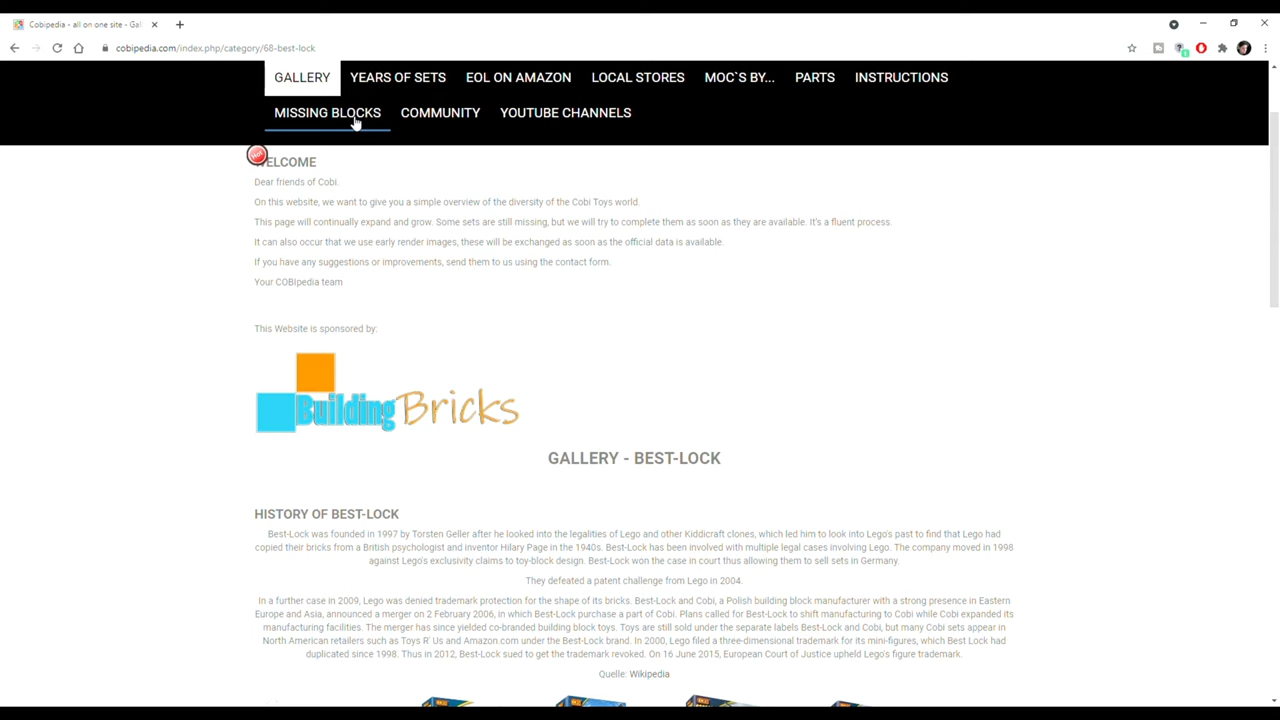 Cobipedia - all on one site - Gal
cobipedia.com/index.php/category/68-best-lock
GALLERY YEARS OF SETS EOL ON AMAZON LOCAL STORES MOC`S BY... PARTS INSTRUCTIONS
MISSING BLOCKS COMMUNITY YOUTUBE CHANNELS
WELCOME
Dear friends of Cobi.
On this website, we want to give you a simple overview of the diversity of the Cobi Toys world.
This page will continually expand and grow. Some sets are still missing, but we will try to complete them as soon as they are available. It's a fluent process.
It can also occur that we use early render images, these will be exchanged as soon as the official data is available.
If you have any suggestions or improvements, send them to us using the contact form.
Your COBIpedia team
This Website is sponsored by:
Building Bricks
GALLERY - BEST-LOCK
HISTORY OF BEST-LOCK
Best-Lock was founded in 1997 by Torsten Geller after he looked into the legalities of Lego and other Kiddicraft clones, which led him to look into Lego's past to find that Lego had
copied their bricks from a British psychologist and inventor Hilary Page in the 1940s. Best-Lock has been involved with multiple legal cases involving Lego. The company moved in 1998
against Lego's exclusivity claims to toy-block design. Best-Lock won the case in court thus allowing them to sell sets in Germany.
They defeated a patent challenge from Lego in 2004.
In a further case in 2009, Lego was denied trademark protection for the shape of its bricks. Best-Lock and Cobi, a Polish building block manufacturer with a strong presence in Eastern
Europe and Asia, announced a merger on 2 February 2006, in which Best-Lock purchase a part of Cobi. Plans called for Best-Lock to shift manufacturing to Cobi while Cobi expanded its
manufacturing facilities. The merger has since yielded co-branded building block toys. Toys are still sold under the separate labels Best-Lock and Cobi, but many Cobi sets appear in
North American retailers such as Toys R' Us and Amazon.com under the Best-Lock brand. In 2000, Lego filed a three-dimensional trademark for its mini-figures, which Best Lock had
duplicated since 1998. Thus in 2012, Best-Lock sued to get the trademark revoked. On 16 June 2015, European Court of Justice upheld Lego's figure trademark.
Quelle: Wikipedia